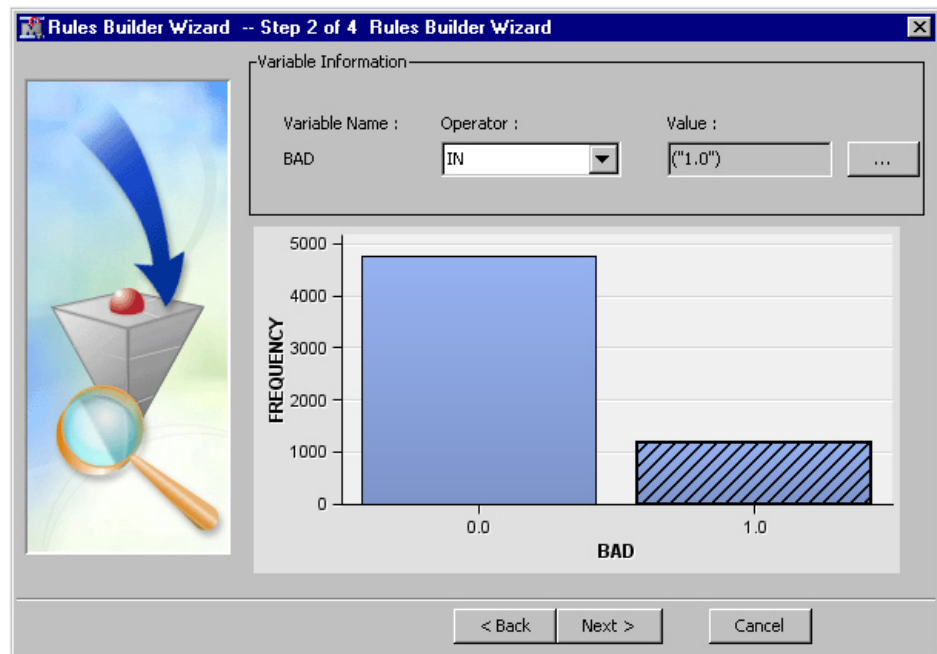 Rules Builder Wizard -- Step 2 of 4 Rules Builder Wizard
Variable Information
Variable Name : Operator : Value :
BAD IN ("1.0") ...
5000
4000
3000
2000
1000
0
FREQUENCY
0.0 1.0
BAD
< Back Next > Cancel